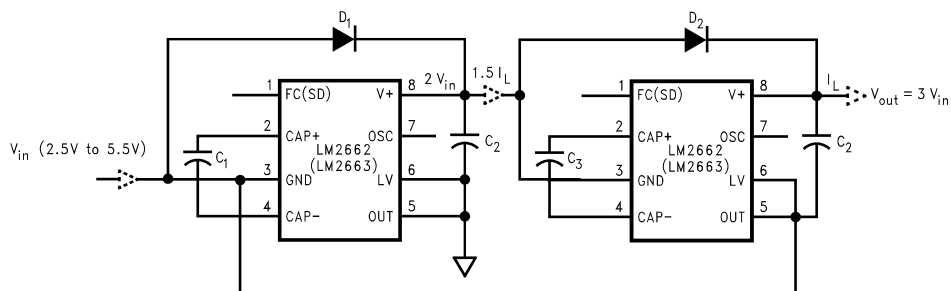 D1
D2
2 Vin
1.5 IL
IL
Vout = 3 Vin
Vin (2.5V to 5.5V)
1
FC(SD)
V+
8
2
CAP+
OSC
7
LM2662
(LM2663)
C1
C2
3
GND
LV
6
4
CAP-
OUT
5
1
FC(SD)
V+
8
2
CAP+
OSC
7
LM2662
(LM2663)
C3
C2
3
GND
LV
6
4
CAP-
OUT
5